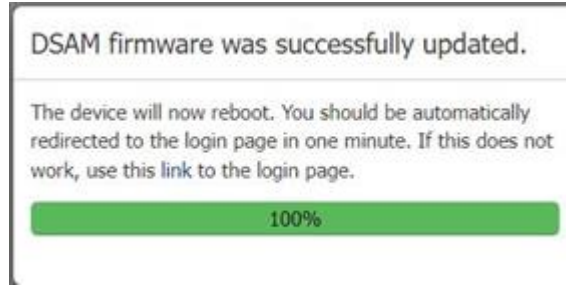 DSAM firmware was successfully updated.
The device will now reboot. You should be automatically
redirected to the login page in one minute. If this does not
work, use this link to the login page.
100%